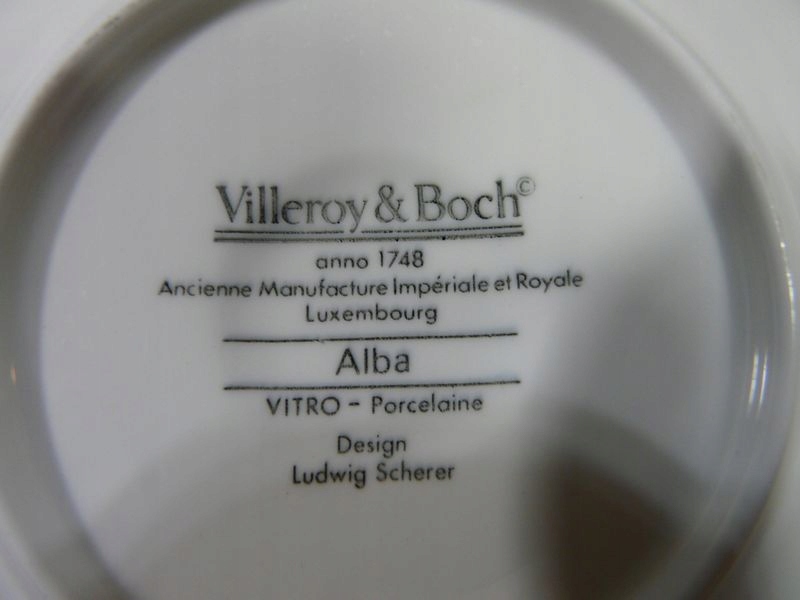 Villeroy & Boch©
anno 1748
Ancienne Manufacture Impériale et Royale
Luxembourg
Alba
VITRO - Porcelaine
Design
Ludwig Scherer